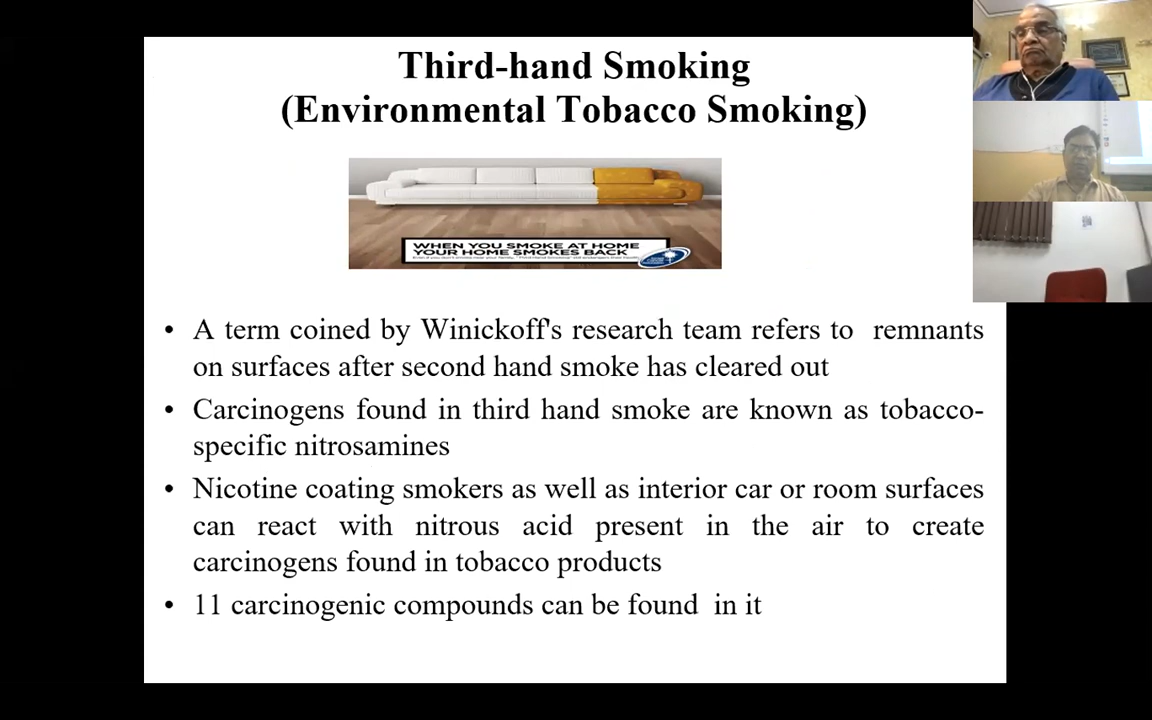 Third-hand Smoking
(Environmental Tobacco Smoking)
WHEN YOU SMOKE AT HOME
YOUR HOME SMOKES BACK
• A term coined by Winickoff's research team refers to remnants
on surfaces after second hand smoke has cleared out
• Carcinogens found in third hand smoke are known as tobacco-
specific nitrosamines
• Nicotine coating smokers as well as interior car or room surfaces
can react with nitrous acid present in the air to create
carcinogens found in tobacco products
• 11 carcinogenic compounds can be found in it